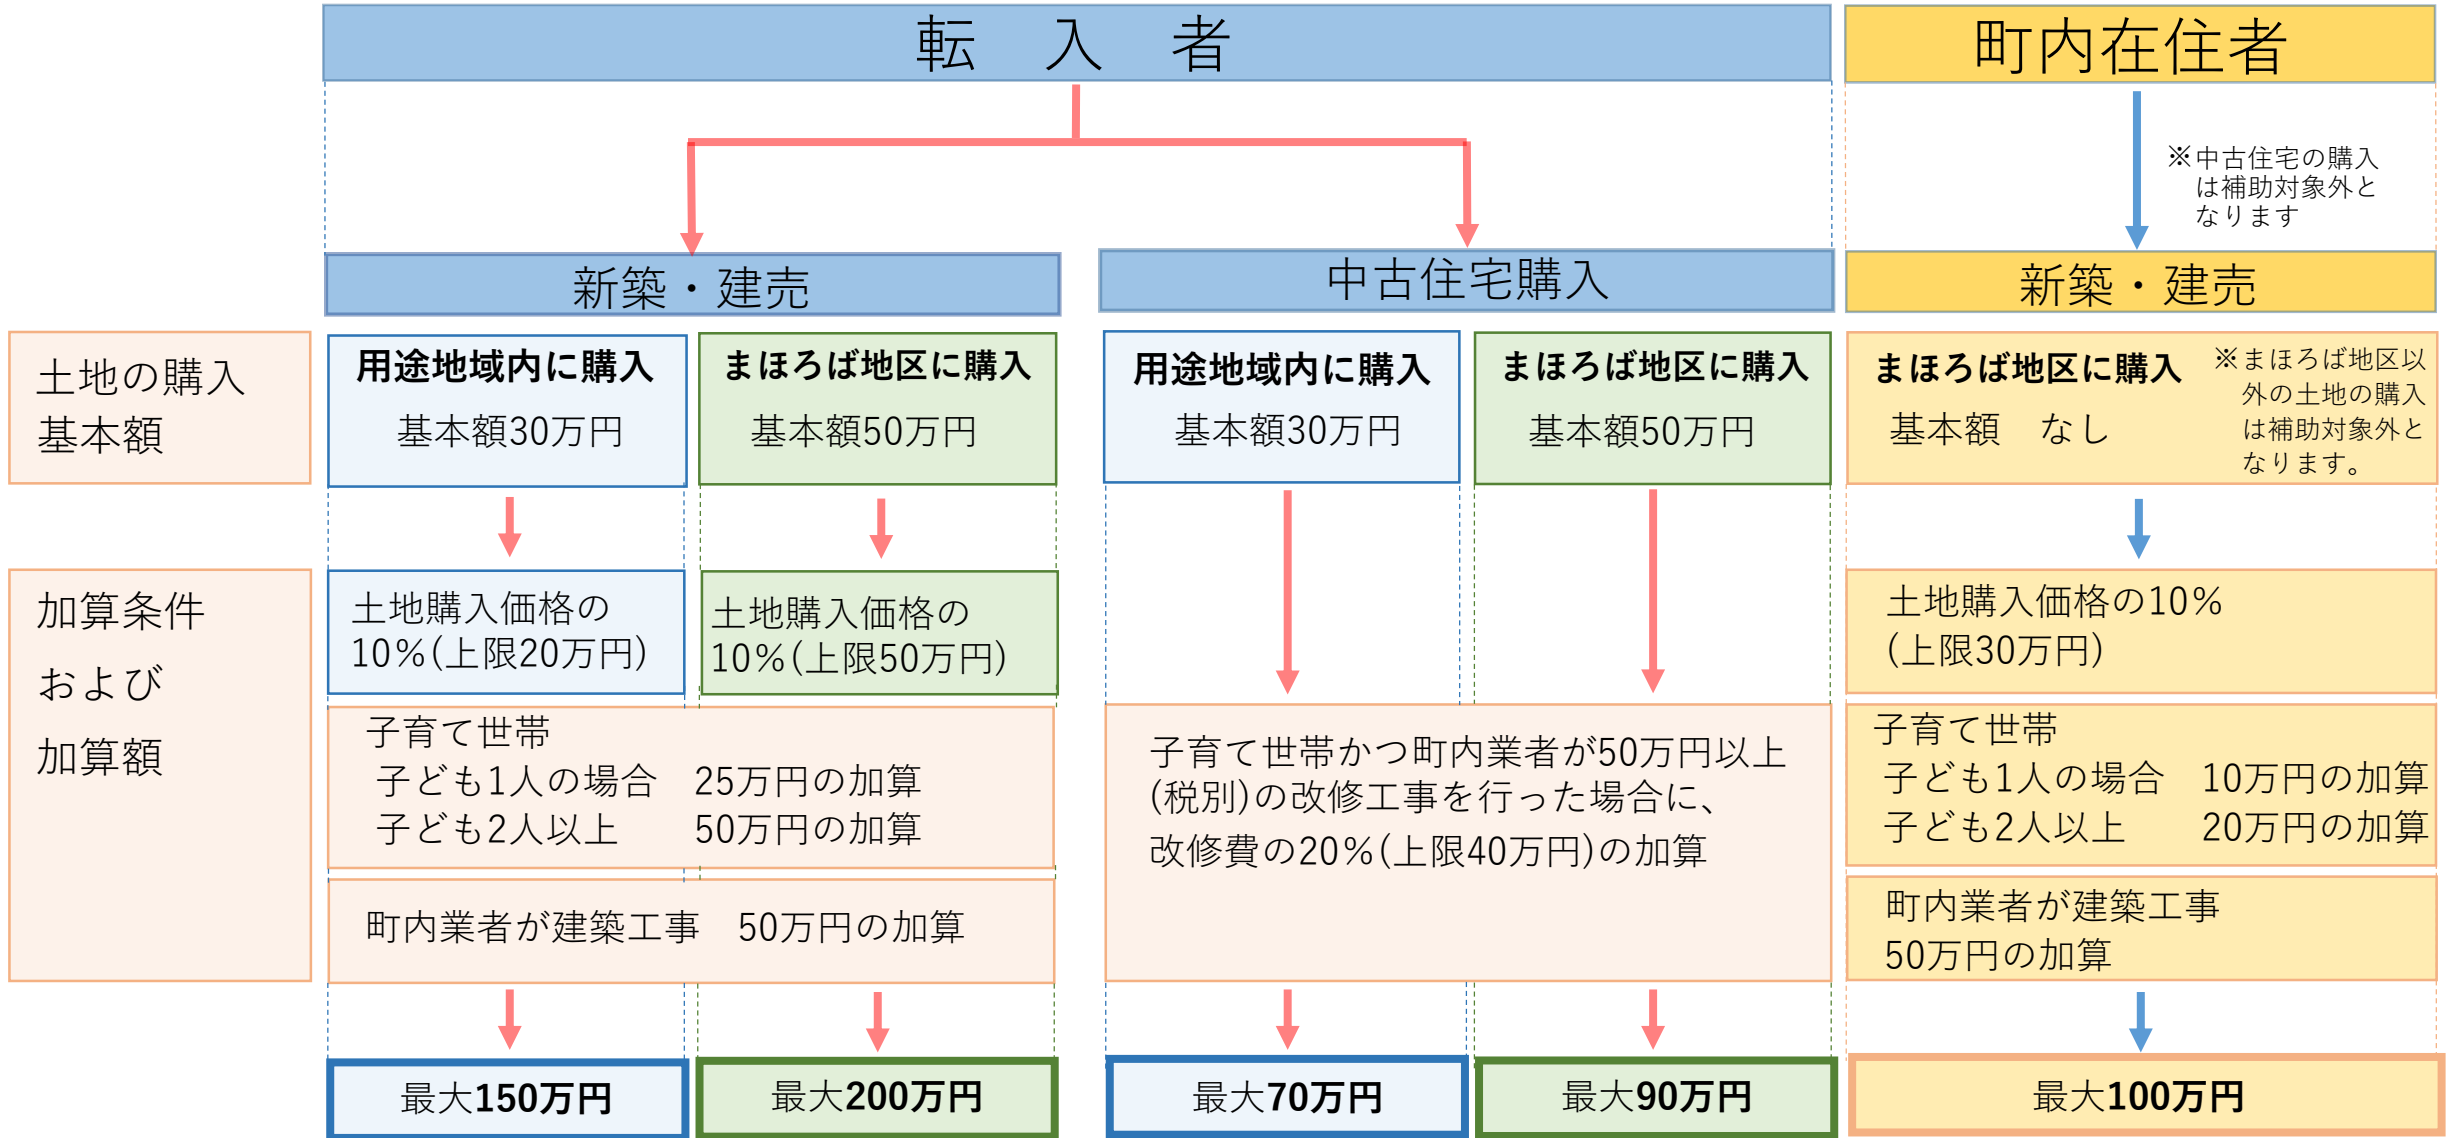 転　入　者
町内在住者
※中古住宅の購入
は補助対象外と
なります
新築・建売
中古住宅購入
新築・建売
土地の購入
基本額
用途地域内に購入
基本額30万円
まほろば地区に購入
基本額50万円
用途地域内に購入
基本額30万円
まほろば地区に購入
基本額50万円
まほろば地区に購入
基本額　なし
※まほろば地区以
外の土地の購入
は補助対象外と
なります。
加算条件
および
加算額
土地購入価格の
10％(上限20万円)
土地購入価格の
10％(上限50万円)
土地購入価格の10％
(上限30万円)
子育て世帯
子ども1人の場合　25万円の加算
子ども2人以上　　50万円の加算
子育て世帯かつ町内業者が50万円以上
(税別)の改修工事を行った場合に、
改修費の20％(上限40万円)の加算
子育て世帯
子ども1人の場合　10万円の加算
子ども2人以上　　20万円の加算
町内業者が建築工事　50万円の加算
町内業者が建築工事
50万円の加算
最大150万円
最大200万円
最大70万円
最大90万円
最大100万円